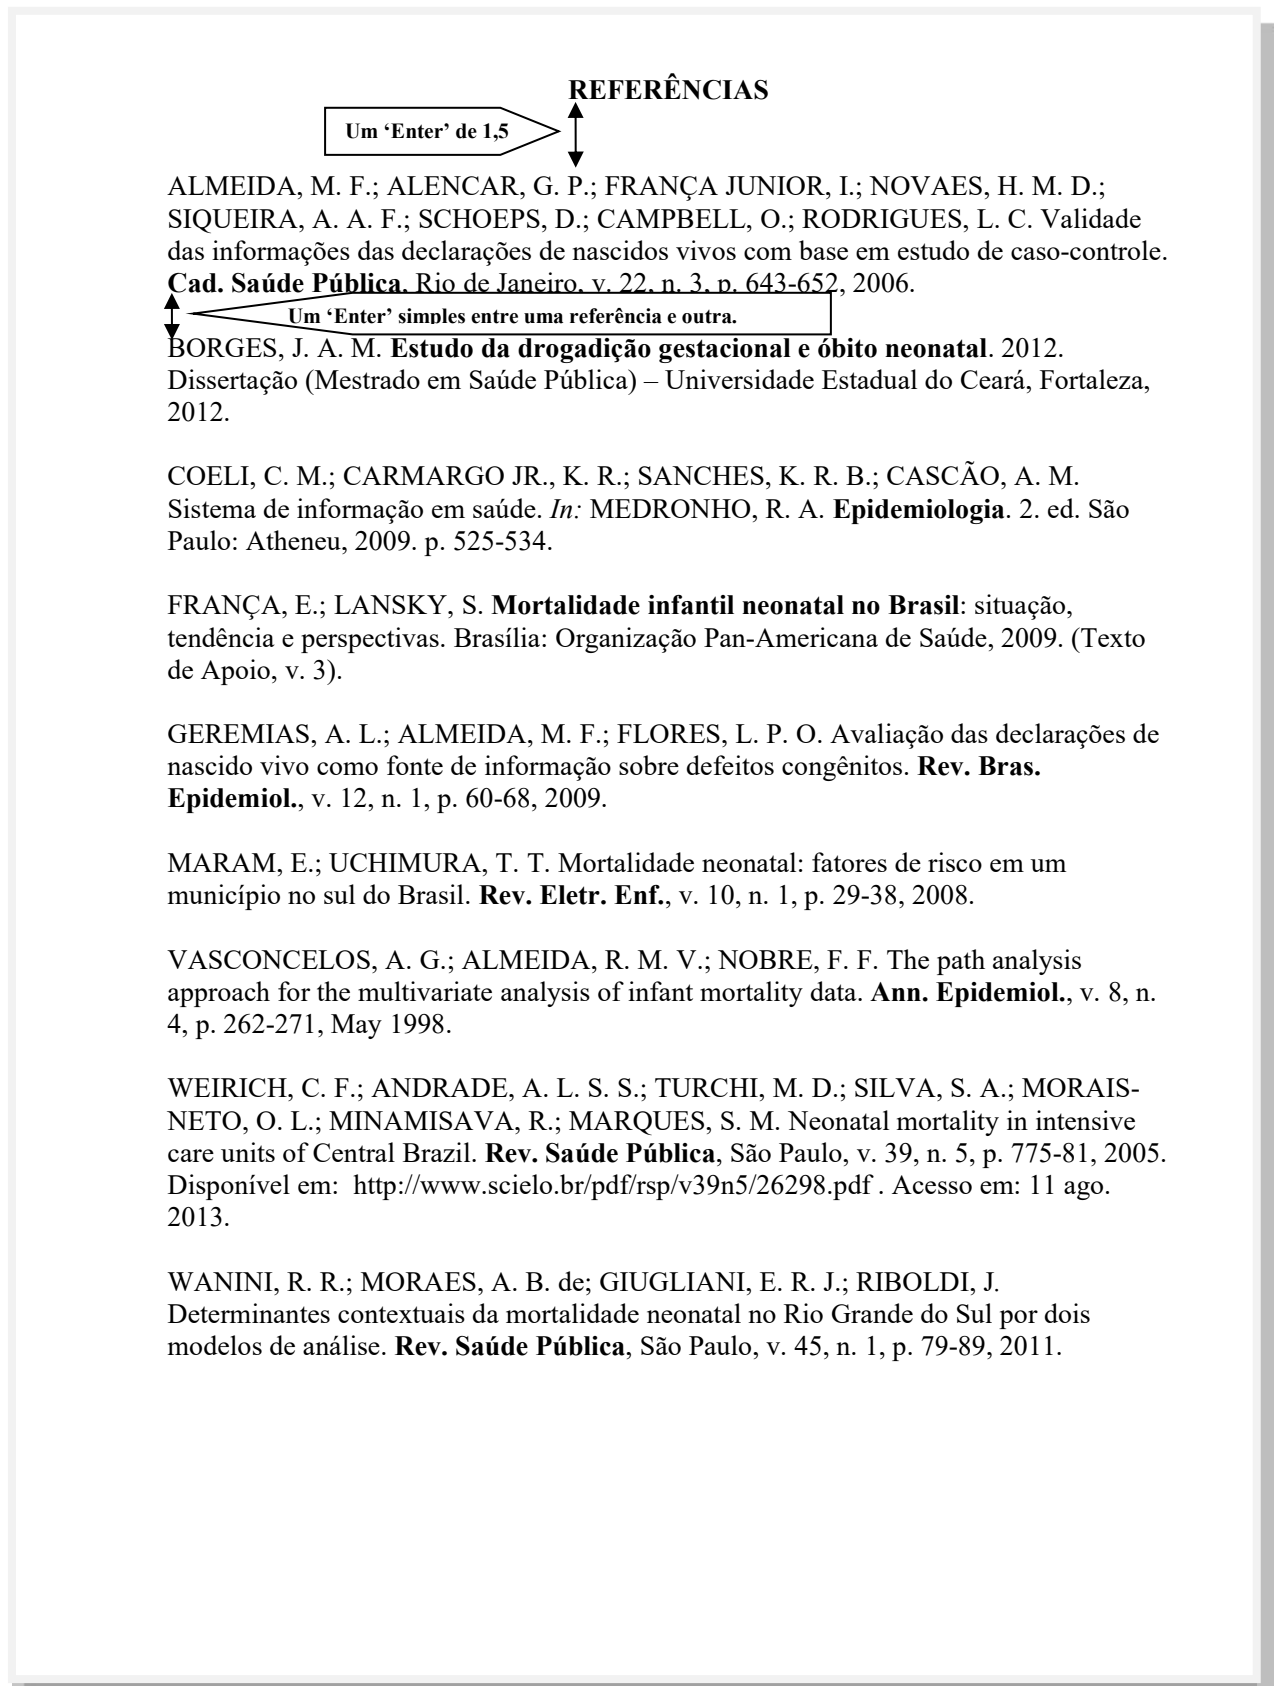 REFERÊNCIAS
Um ‘Enter’ de 1,5
ALMEIDA, M. F.; ALENCAR, G. P.; FRANÇA JUNIOR, I.; NOVAES, H. M. D.;
SIQUEIRA, A. A. F.; SCHOEPS, D.; CAMPBELL, O.; RODRIGUES, L. C. Validade
das informações das declarações de nascidos vivos com base em estudo de caso-controle.
Cad. Saúde Pública, Rio de Janeiro, v. 22, n. 3, p. 643-652, 2006.
Um ‘Enter’ simples entre uma referência e outra.
BORGES, J. A. M. Estudo da drogadição gestacional e óbito neonatal. 2012.
Dissertação (Mestrado em Saúde Pública) – Universidade Estadual do Ceará, Fortaleza,
2012.
COELI, C. M.; CARMARGO JR., K. R.; SANCHES, K. R. B.; CASCÃO, A. M.
Sistema de informação em saúde. In: MEDRONHO, R. A. Epidemiologia. 2. ed. São
Paulo: Atheneu, 2009. p. 525-534.
FRANÇA, E.; LANSKY, S. Mortalidade infantil neonatal no Brasil: situação,
tendência e perspectivas. Brasília: Organização Pan-Americana de Saúde, 2009. (Texto
de Apoio, v. 3).
GEREMIAS, A. L.; ALMEIDA, M. F.; FLORES, L. P. O. Avaliação das declarações de
nascido vivo como fonte de informação sobre defeitos congênitos. Rev. Bras.
Epidemiol., v. 12, n. 1, p. 60-68, 2009.
MARAM, E.; UCHIMURA, T. T. Mortalidade neonatal: fatores de risco em um
município no sul do Brasil. Rev. Eletr. Enf., v. 10, n. 1, p. 29-38, 2008.
VASCONCELOS, A. G.; ALMEIDA, R. M. V.; NOBRE, F. F. The path analysis
approach for the multivariate analysis of infant mortality data. Ann. Epidemiol., v. 8, n.
4, p. 262-271, May 1998.
WEIRICH, C. F.; ANDRADE, A. L. S. S.; TURCHI, M. D.; SILVA, S. A.; MORAIS-
NETO, O. L.; MINAMISAVA, R.; MARQUES, S. M. Neonatal mortality in intensive
care units of Central Brazil. Rev. Saúde Pública, São Paulo, v. 39, n. 5, p. 775-81, 2005.
Disponível em:  http://www.scielo.br/pdf/rsp/v39n5/26298.pdf . Acesso em: 11 ago.
2013.
WANINI, R. R.; MORAES, A. B. de; GIUGLIANI, E. R. J.; RIBOLDI, J.
Determinantes contextuais da mortalidade neonatal no Rio Grande do Sul por dois
modelos de análise. Rev. Saúde Pública, São Paulo, v. 45, n. 1, p. 79-89, 2011.